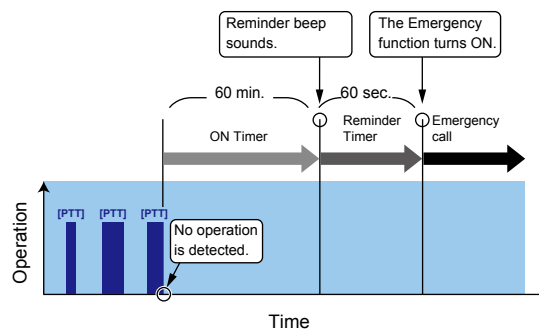 Reminder beep
sounds.
The Emergency
function turns ON.
60 min.
60 sec.
ON Timer
Reminder
Timer
Emergency
call
[PTT]
[PTT]
[PTT]
No operation
is detected.
Operation
Time